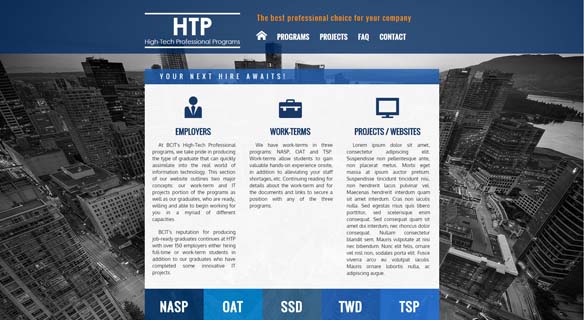 HTP
High-Tech Professional Programs
The best professional choice for your company
PROGRAMS PROJECTS FAQ CONTACT
YOUR NEXT HIRE AWAITS!
EMPLOYERS
At BCIT's High-Tech Professional
programs, we take pride in producing
the type of graduate that can quickly
assimilate into the real world of
information technology. This section
of our website outlines two major
concepts: our work-term and IT
projects portion of the programs as
well as our graduates, who are ready,
willing and able to begin working for
you in a myriad of different
capacities.
BCIT's reputation for producing
job-ready graduates continues at HTP
with over 150 employers either hiring
full-time or work-term students in
addition to our graduates who have
completed some innovative IT
projects.
WORK-TERMS
We have work-terms in three
programs: NASP, OAT and TSP.
Work-terms allow students to gain
valuable hands-on experience onsite,
in addition to alleviating your staff
shortages, etc. Continuing reading for
details about the work-term and for
the documents and links to secure a
position with any of the three
programs.
PROJECTS / WEBSITES
Lorem ipsum dolor sit amet,
consectetur adipiscing elit.
Suspendisse non pellentesque ante,
non placerat metus. Morbi eget
massa at ipsum auctor pretium.
Suspendisse tincidunt tincidunt nisi,
non hendrerit lacus pulvinar vel.
Maecenas hendrerit interdum quam
sit amet interdum. Cras non iaculis
nulla. Sed egestas risus quis libero
porttitor, sed scelerisque enim
consequat. Sed consequat quam sit
amet dui interdum, nec rhoncus dolor
consequat. Nullam consectetur
blandit sem. Mauris vulputate at nisi
nec bibendum. Nunc elit felis, ornare
vel nisl non, sodales porta elit. Fusce
viverra arcu eu volutpat iaculis.
Mauris ornare lobortis nulla, ac
adipiscing augue.
NASP OAT SSD TWD TSP